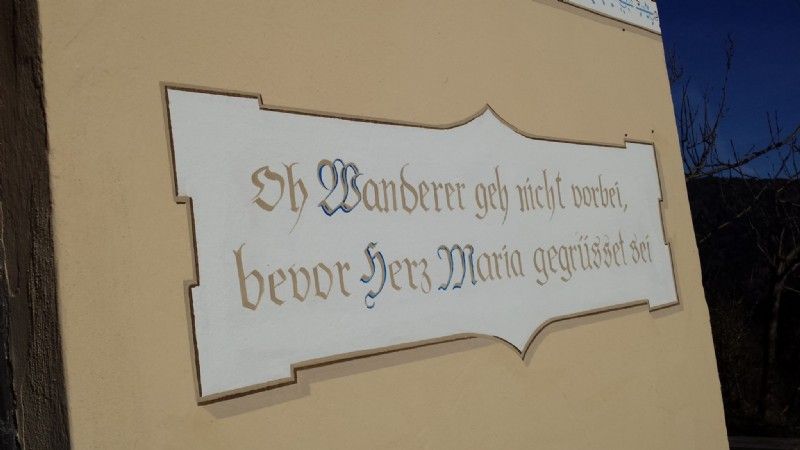 Oh Wanderer geh nicht vorbei,
bevor Herz Maria gegrüsset sei